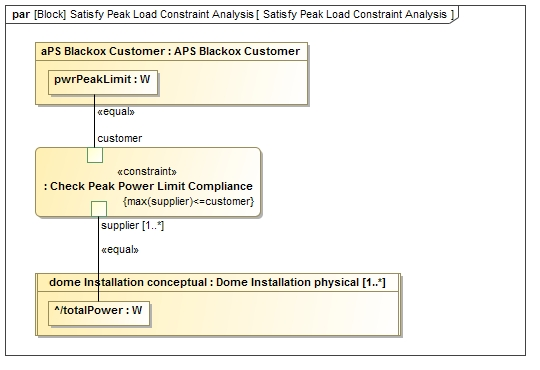 par [Block] Satisfy Peak Load Constraint Analysis [ Satisfy Peak Load Constraint Analysis ]
aPS Blackox Customer : APS Blackox Customer
pwrPeakLimit : W
«equal»
customer
«constraint»
: Check Peak Power Limit Compliance
{max(supplier)<=customer}
supplier [1..*]
«equal»
dome Installation conceptual : Dome Installation physical [1..*]
^/totalPower : W